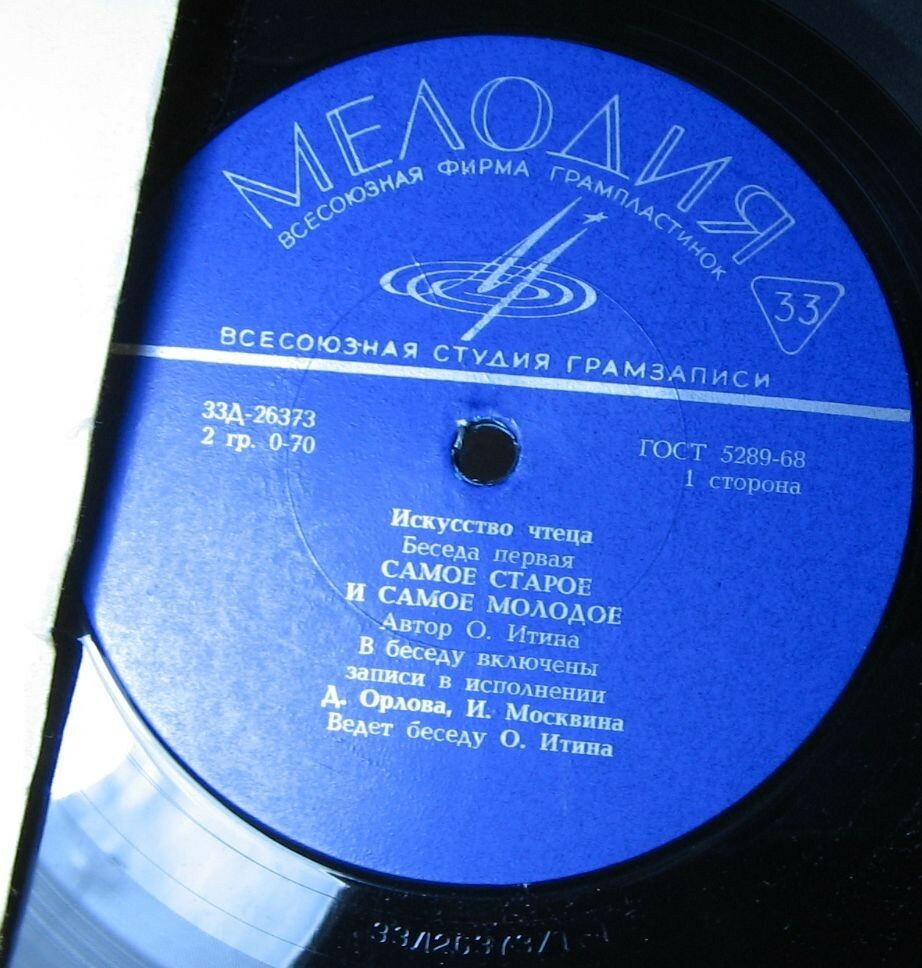 МЕЛОДИЯ
ВСЕСОЮЗНАЯ ФИРМА ГРАМПЛАСТИНОК
33
ВСЕСОЮЗНАЯ СТУДИЯ ГРАМЗАПИСИ
33Д-26373
2 гр. 0-70
ГОСТ 5289-68
1 сторона
Искусство чтеца
Беседа первая
САМОЕ СТАРОЕ
И САМОЕ МОЛОДОЕ
Автор О. Итина
В беседу включены
записи в исполнении
Д. Орлова, И. Москвина
Ведет беседу О. Итина